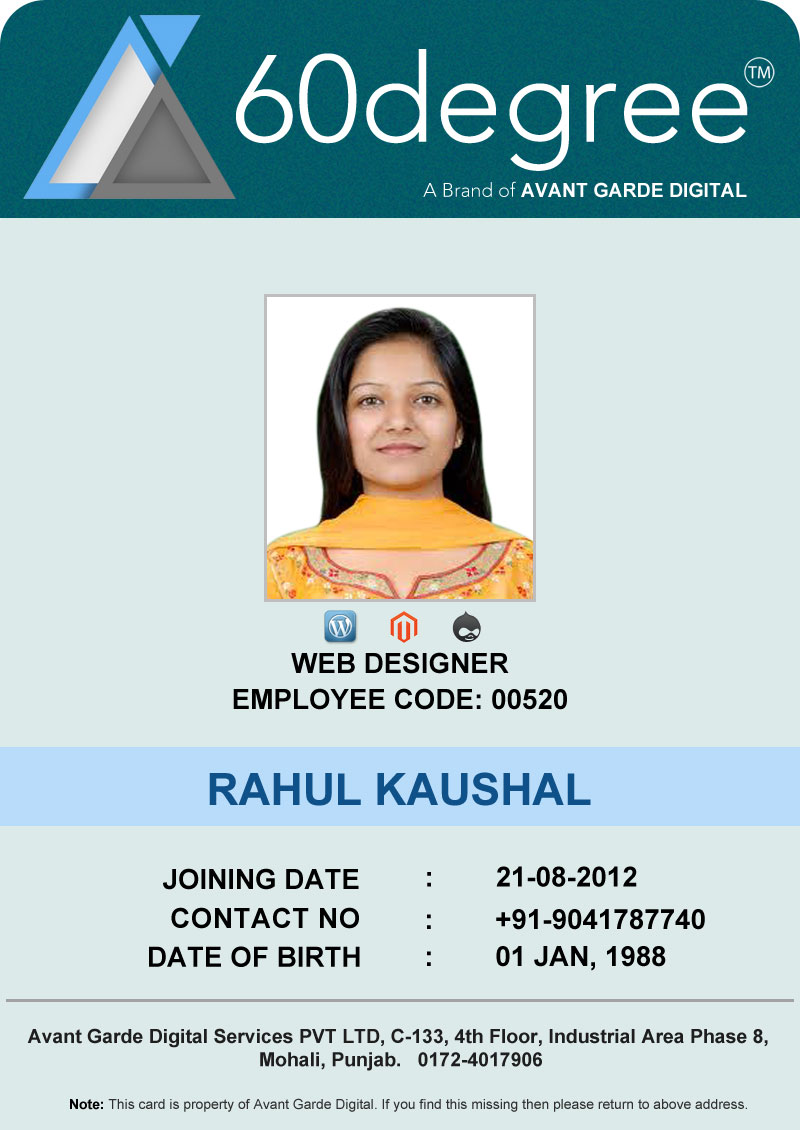 60degree TM
A Brand of AVANT GARDE DIGITAL
WEB DESIGNER
EMPLOYEE CODE: 00520
RAHUL KAUSHAL
JOINING DATE : 21-08-2012
CONTACT NO : +91-9041787740
DATE OF BIRTH : 01 JAN, 1988
Avant Garde Digital Services PVT LTD, C-133, 4th Floor, Industrial Area Phase 8,
Mohali, Punjab. 0172-4017906
Note: This card is property of Avant Garde Digital. If you find this missing then please return to above address.